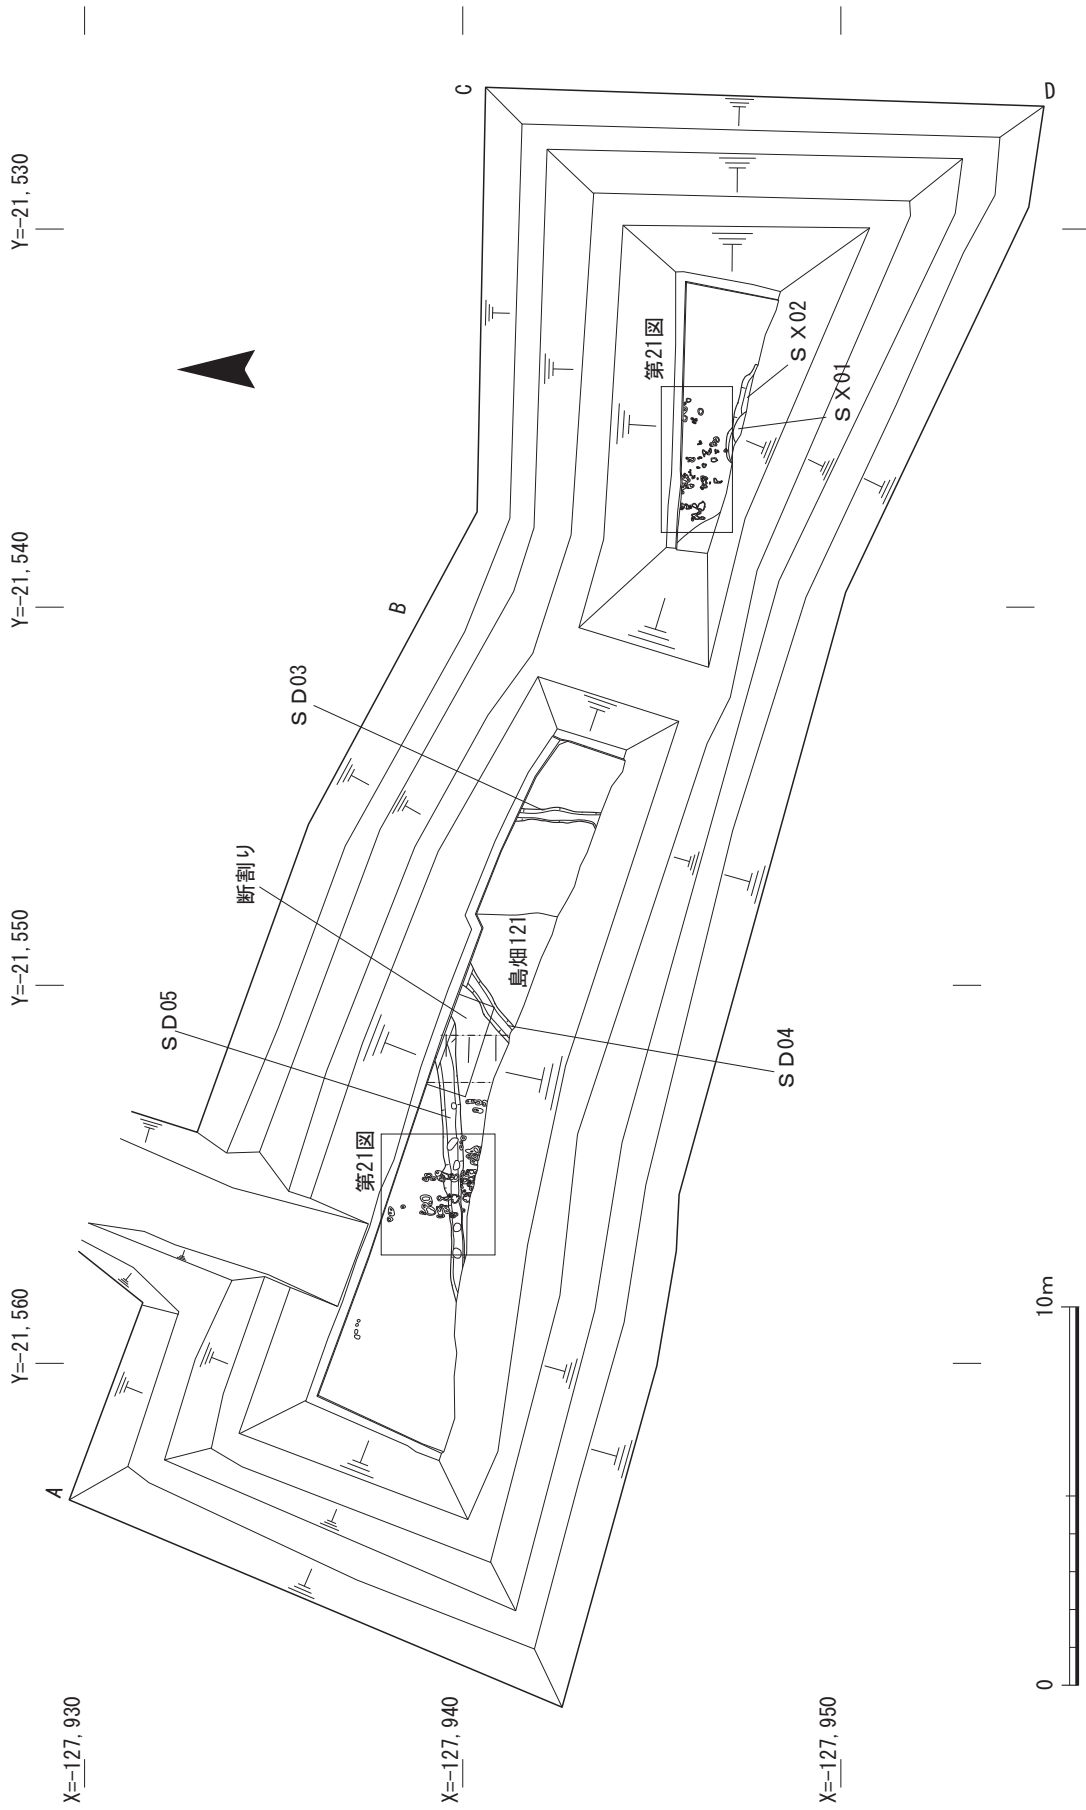 Y=-21,530
Y=-21,540
Y=-21,550
Y=-21,560
X=-127,930
X=-127,940
X=-127,950
A
B
C
D
ＳＤ03
断割り
ＳＤ05
島畑121
ＳＤ04
第21図
第21図
ＳＸ02
ＳＸ01
0
10m